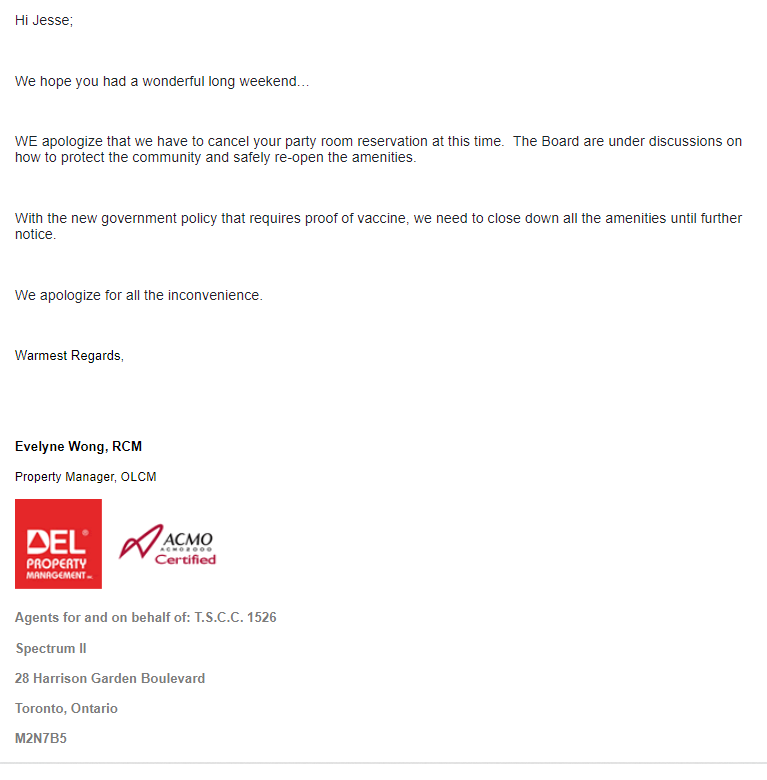 Hi Jesse;
We hope you had a wonderful long weekend…
WE apologize that we have to cancel your party room reservation at this time.  The Board are under discussions on
how to protect the community and safely re-open the amenities.
With the new government policy that requires proof of vaccine, we need to close down all the amenities until further
notice.
We apologize for all the inconvenience.
Warmest Regards,
Evelyne Wong, RCM
Property Manager, OLCM
DEL®
PROPERTY
MANAGEMENT
ACMO
ACMO2000
Certified
Agents for and on behalf of: T.S.C.C. 1526
Spectrum II
28 Harrison Garden Boulevard
Toronto, Ontario
M2N7B5